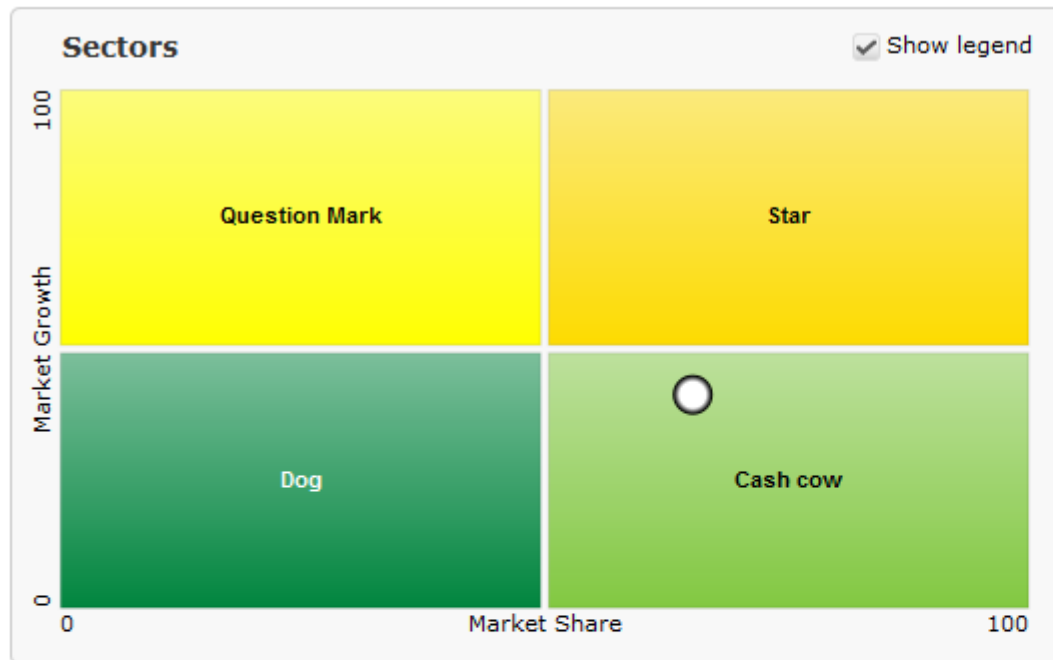 Sectors
Show legend
100
Question Mark
Star
Market Growth
Dog
Cash cow
0
0
Market Share
100